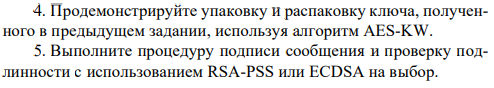 4. Продемонстрируйте упаковку и распаковку ключа, получен-
ного в предыдущем задании, используя алгоритм AES-KW.
5. Выполните процедуру подписи сообщения и проверку под-
линности с использованием RSA-PSS или ECDSA на выбор.